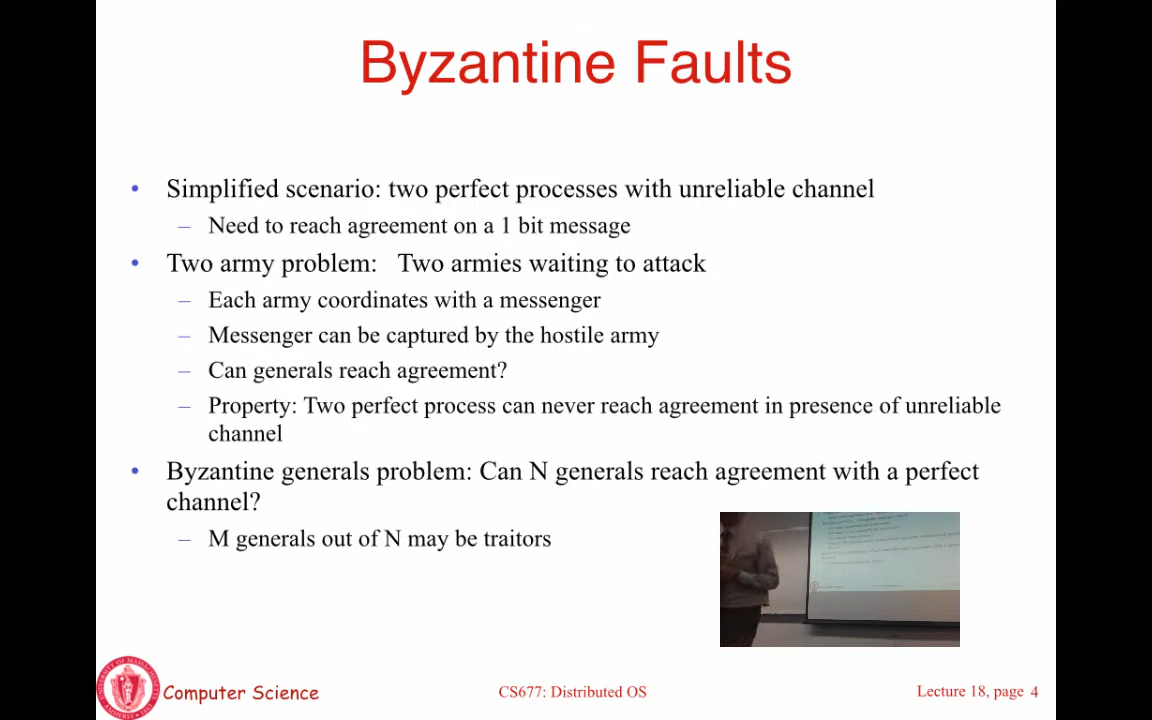 Byzantine Faults
• Simplified scenario: two perfect processes with unreliable channel
– Need to reach agreement on a 1 bit message
• Two army problem: Two armies waiting to attack
– Each army coordinates with a messenger
– Messenger can be captured by the hostile army
– Can generals reach agreement?
– Property: Two perfect process can never reach agreement in presence of unreliable
channel
• Byzantine generals problem: Can N generals reach agreement with a perfect
channel?
– M generals out of N may be traitors
Computer Science
CS677: Distributed OS
Lecture 18, page 4